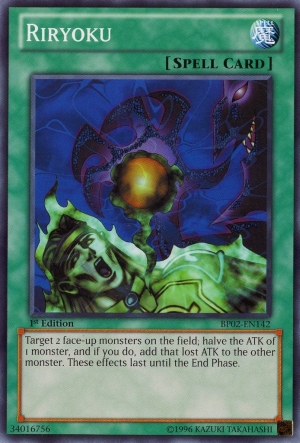 RIRYOKU
魔
[SPELL CARD]
1st Edition
BP02-EN142
Target 2 face-up monsters on the field; halve the ATK of
1 monster, and if you do, add that lost ATK to the other
monster. These effects last until the End Phase.
34016756
©1996 KAZUKI TAKAHASHI